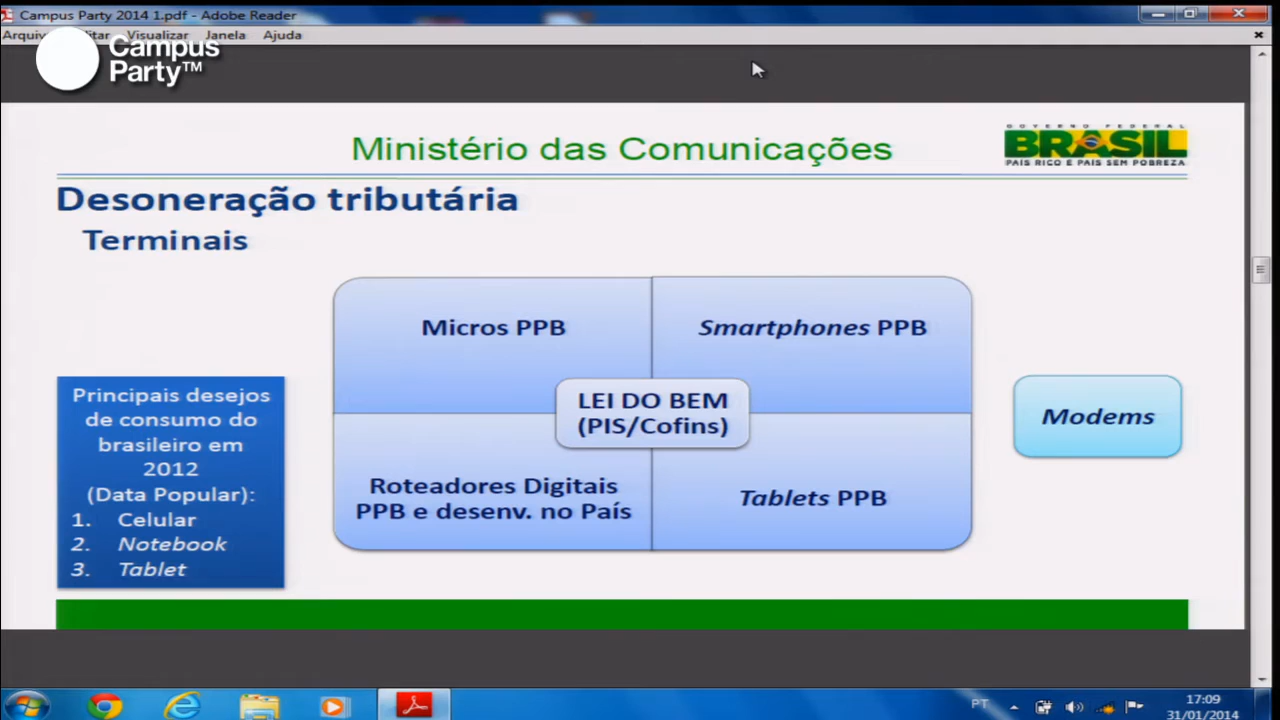 Campus Party 2014 1.pdf - Adobe Reader
Visualizar Janela Ajuda
Campus
Party™
Ministério das Comunicações
GOVERNO FEDERAL
BRASIL
PAÍS RICO É PAÍS SEM POBREZA
Desoneração tributária
Terminais
Micros PPB
Smartphones PPB
LEI DO BEM
(PIS/Cofins)
Roteadores Digitais
PPB e desenv. no País
Tablets PPB
Modems
Principais desejos
de consumo do
brasileiro em
2012
(Data Popular):
1. Celular
2. Notebook
3. Tablet
PT
17:09
31/01/2014